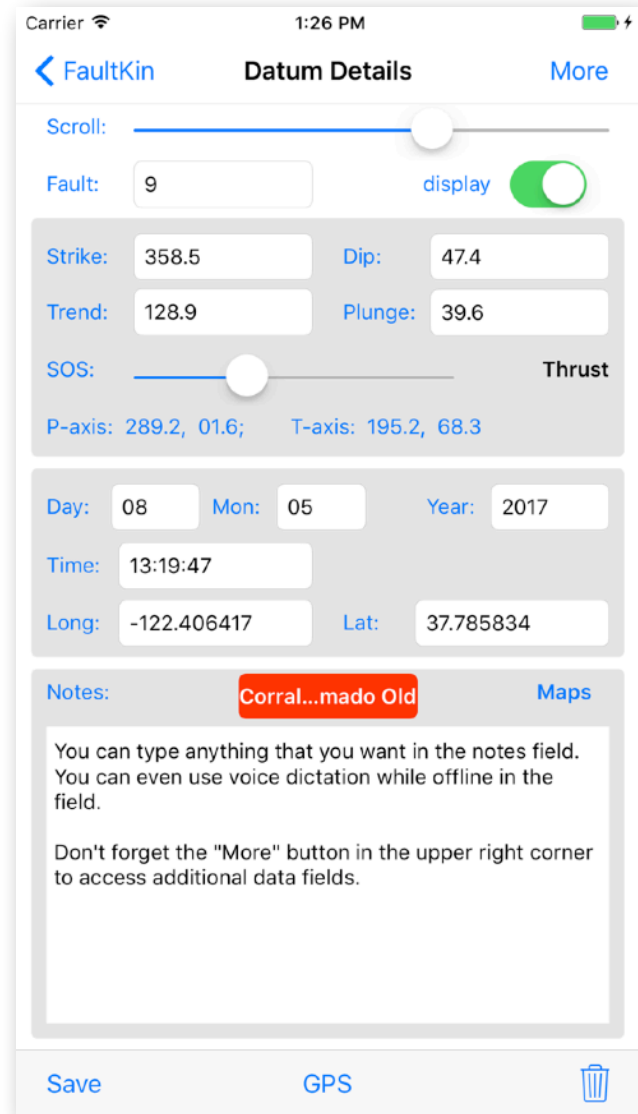 Carrier 1:26 PM
FaultKin Datum Details More
Scroll:
Fault: 9 display
Strike: 358.5 Dip: 47.4
Trend: 128.9 Plunge: 39.6
SOS: Thrust
P-axis: 289.2, 01.6; T-axis: 195.2, 68.3
Day: 08 Mon: 05 Year: 2017
Time: 13:19:47
Long: -122.406417 Lat: 37.785834
Notes: Corral...mado Old Maps
You can type anything that you want in the notes field.
You can even use voice dictation while offline in the
field.
Don't forget the "More" button in the upper right corner
to access additional data fields.
Save GPS